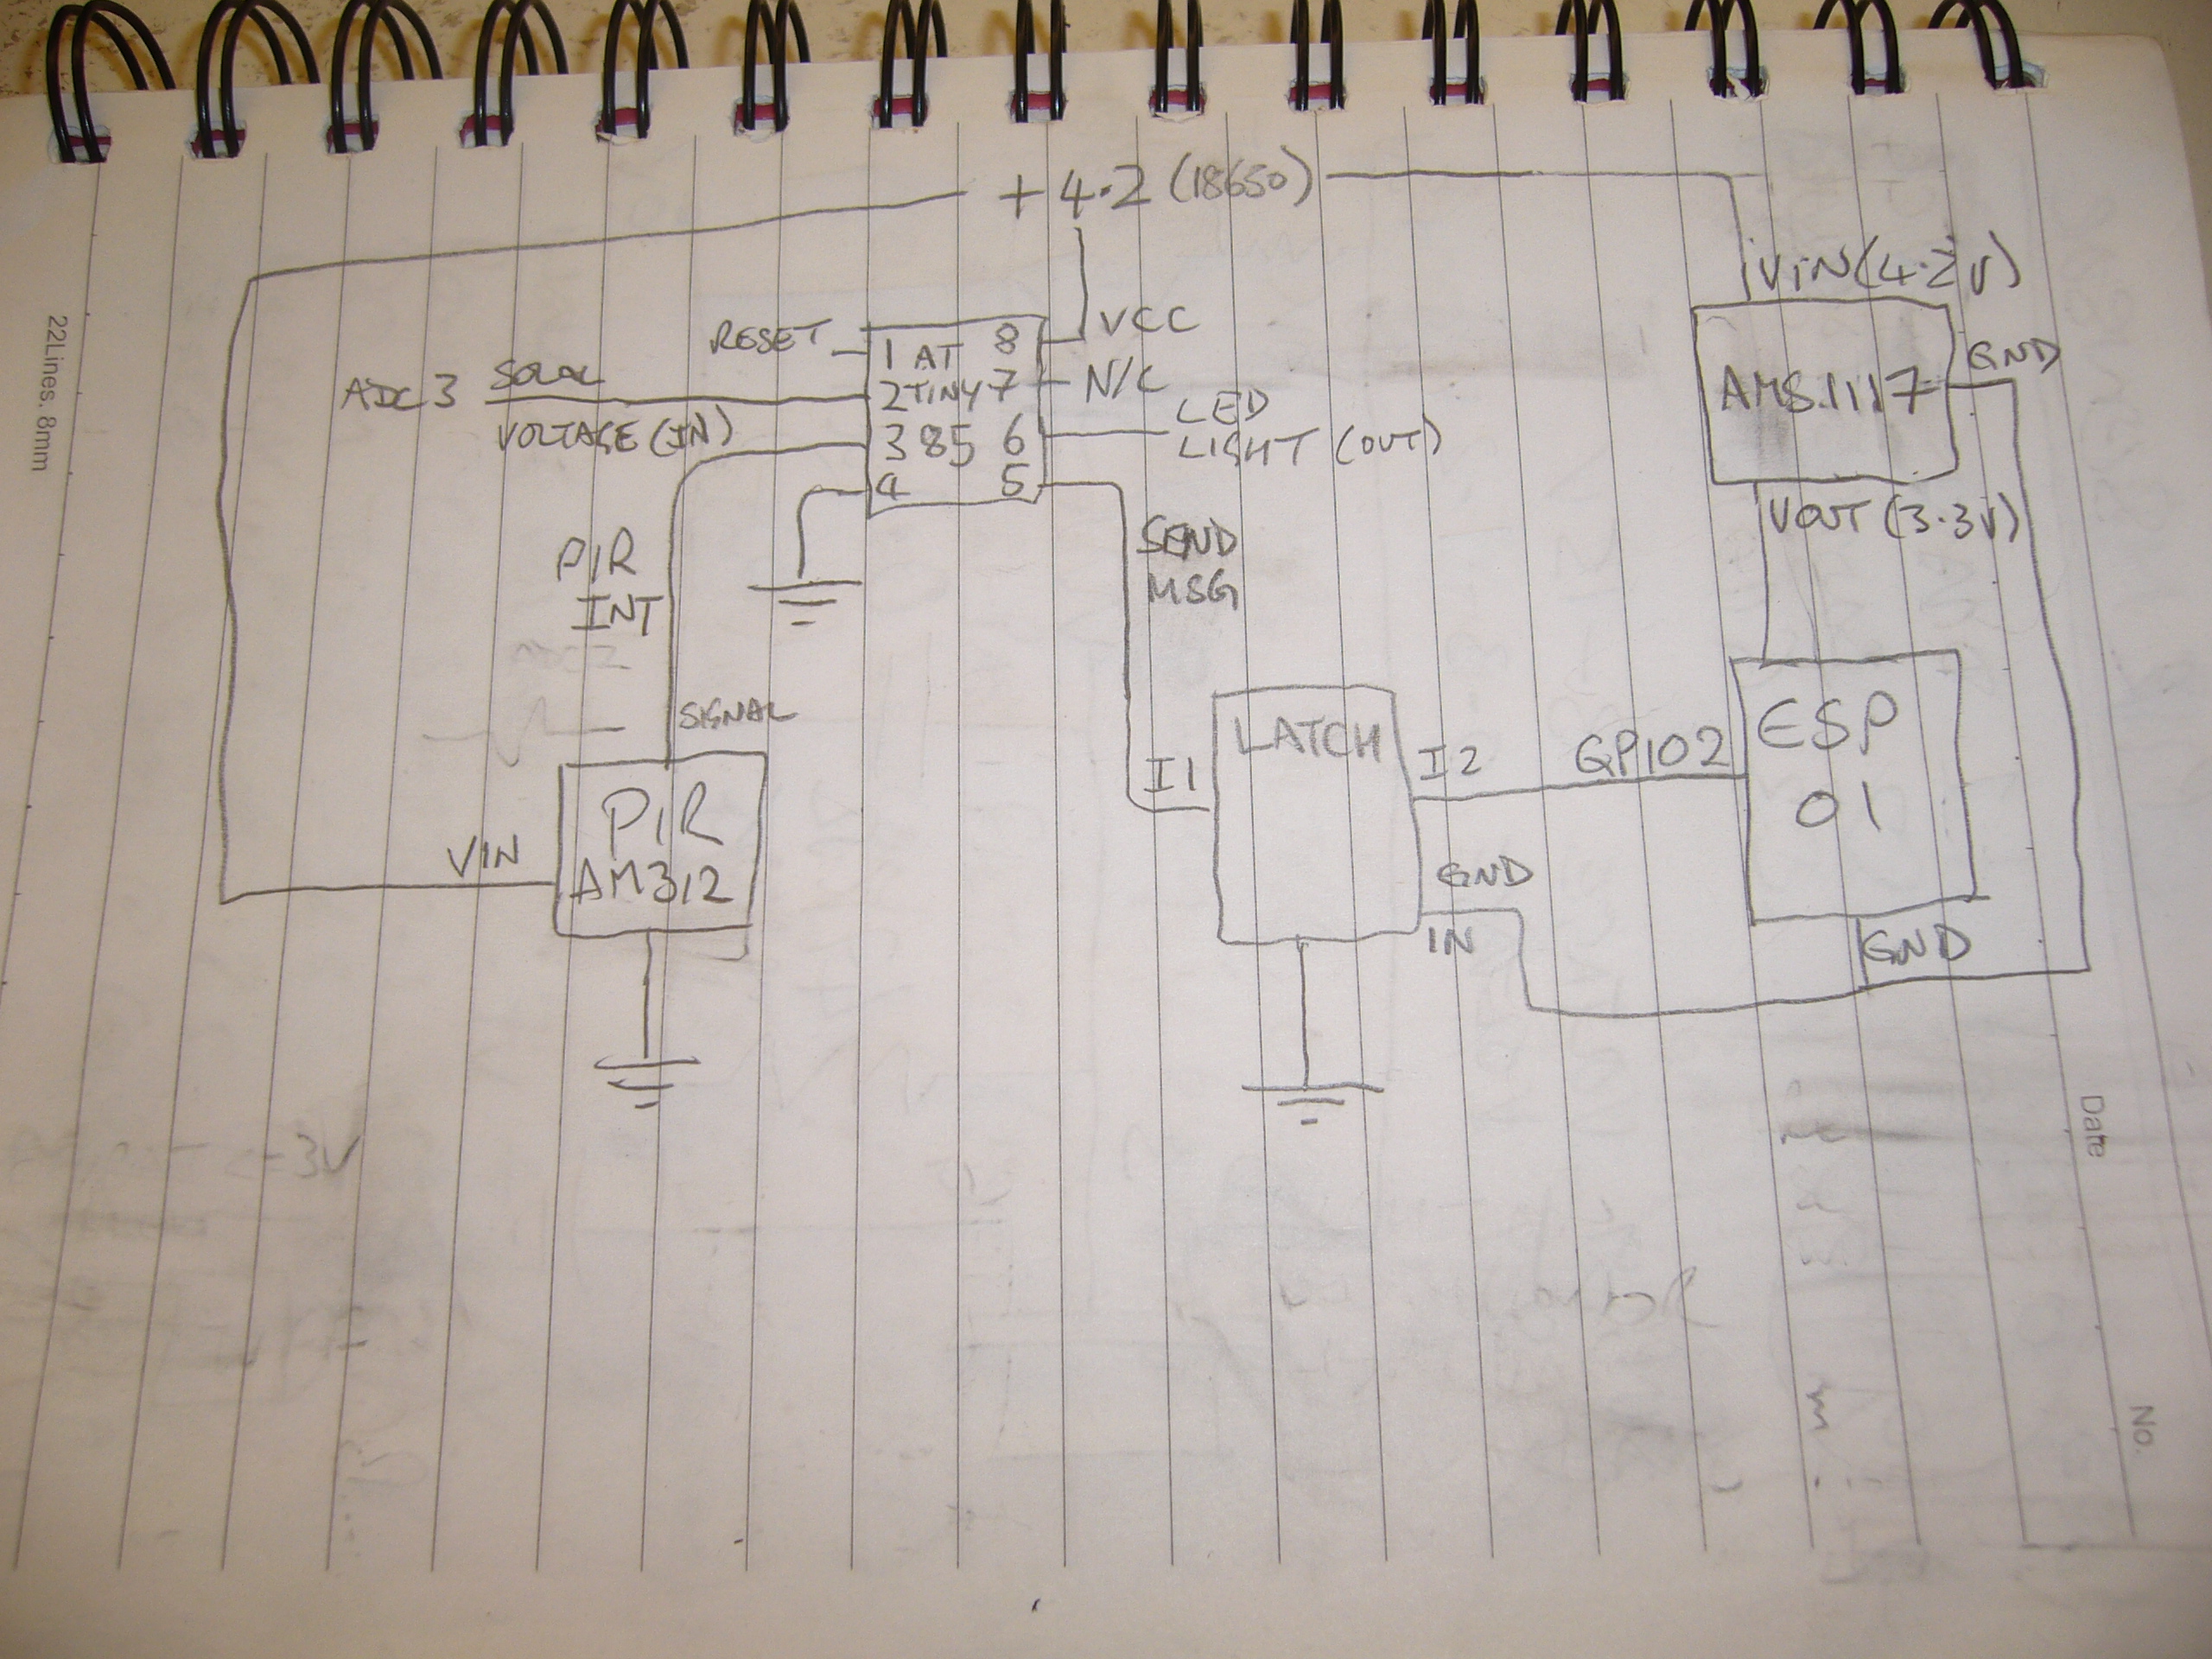 +4.2 (18650)
VIN (4.2V)
RESET
VCC
1 AT 8
GND
SOLAR
ADC 3
2 TINY 7
N/C
AMS1117
LED
VOLTAGE (IN)
3 85 6
LIGHT (OUT)
4 5
VOUT (3.3V)
PIR
INT
SEND
MSG
SIGNAL
LATCH
ESP
01
I1
I2
GPIO2
PIR
AM312
VIN
GND
IN
GND
3V
22Lines. 8mm
Date
No.